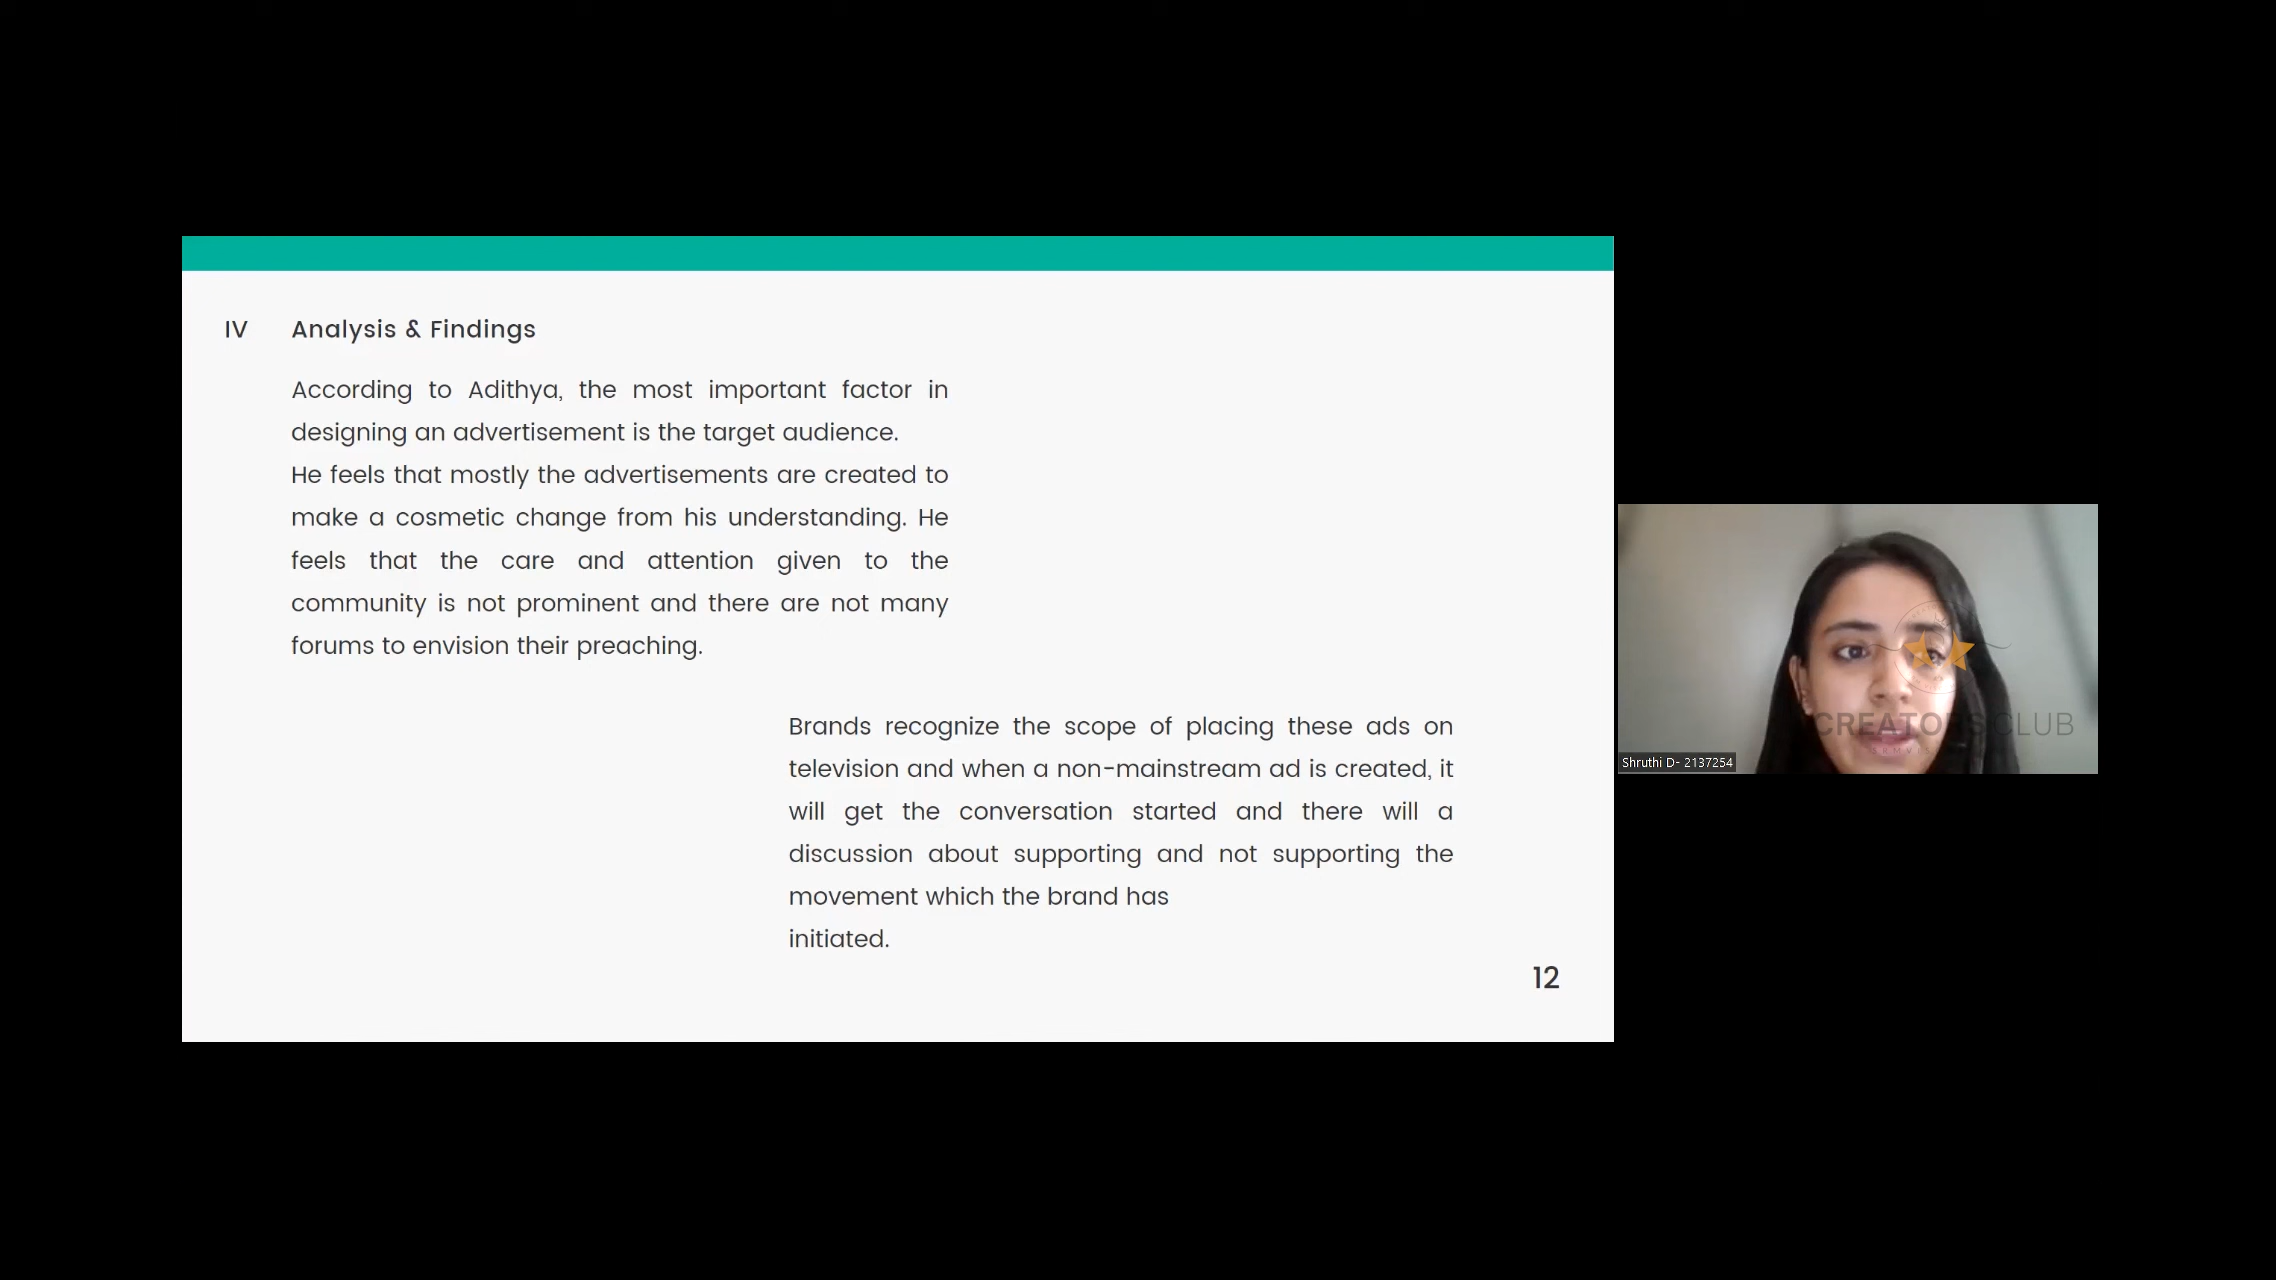 IV Analysis & Findings
According to Adithya, the most important factor in
designing an advertisement is the target audience.
He feels that mostly the advertisements are created to
make a cosmetic change from his understanding. He
feels that the care and attention given to the
community is not prominent and there are not many
forums to envision their preaching.
Brands recognize the scope of placing these ads on
television and when a non-mainstream ad is created, it
will get the conversation started and there will a
discussion about supporting and not supporting the
movement which the brand has
initiated.
12
CREATORS CLUB
Shruthi D- 2137254